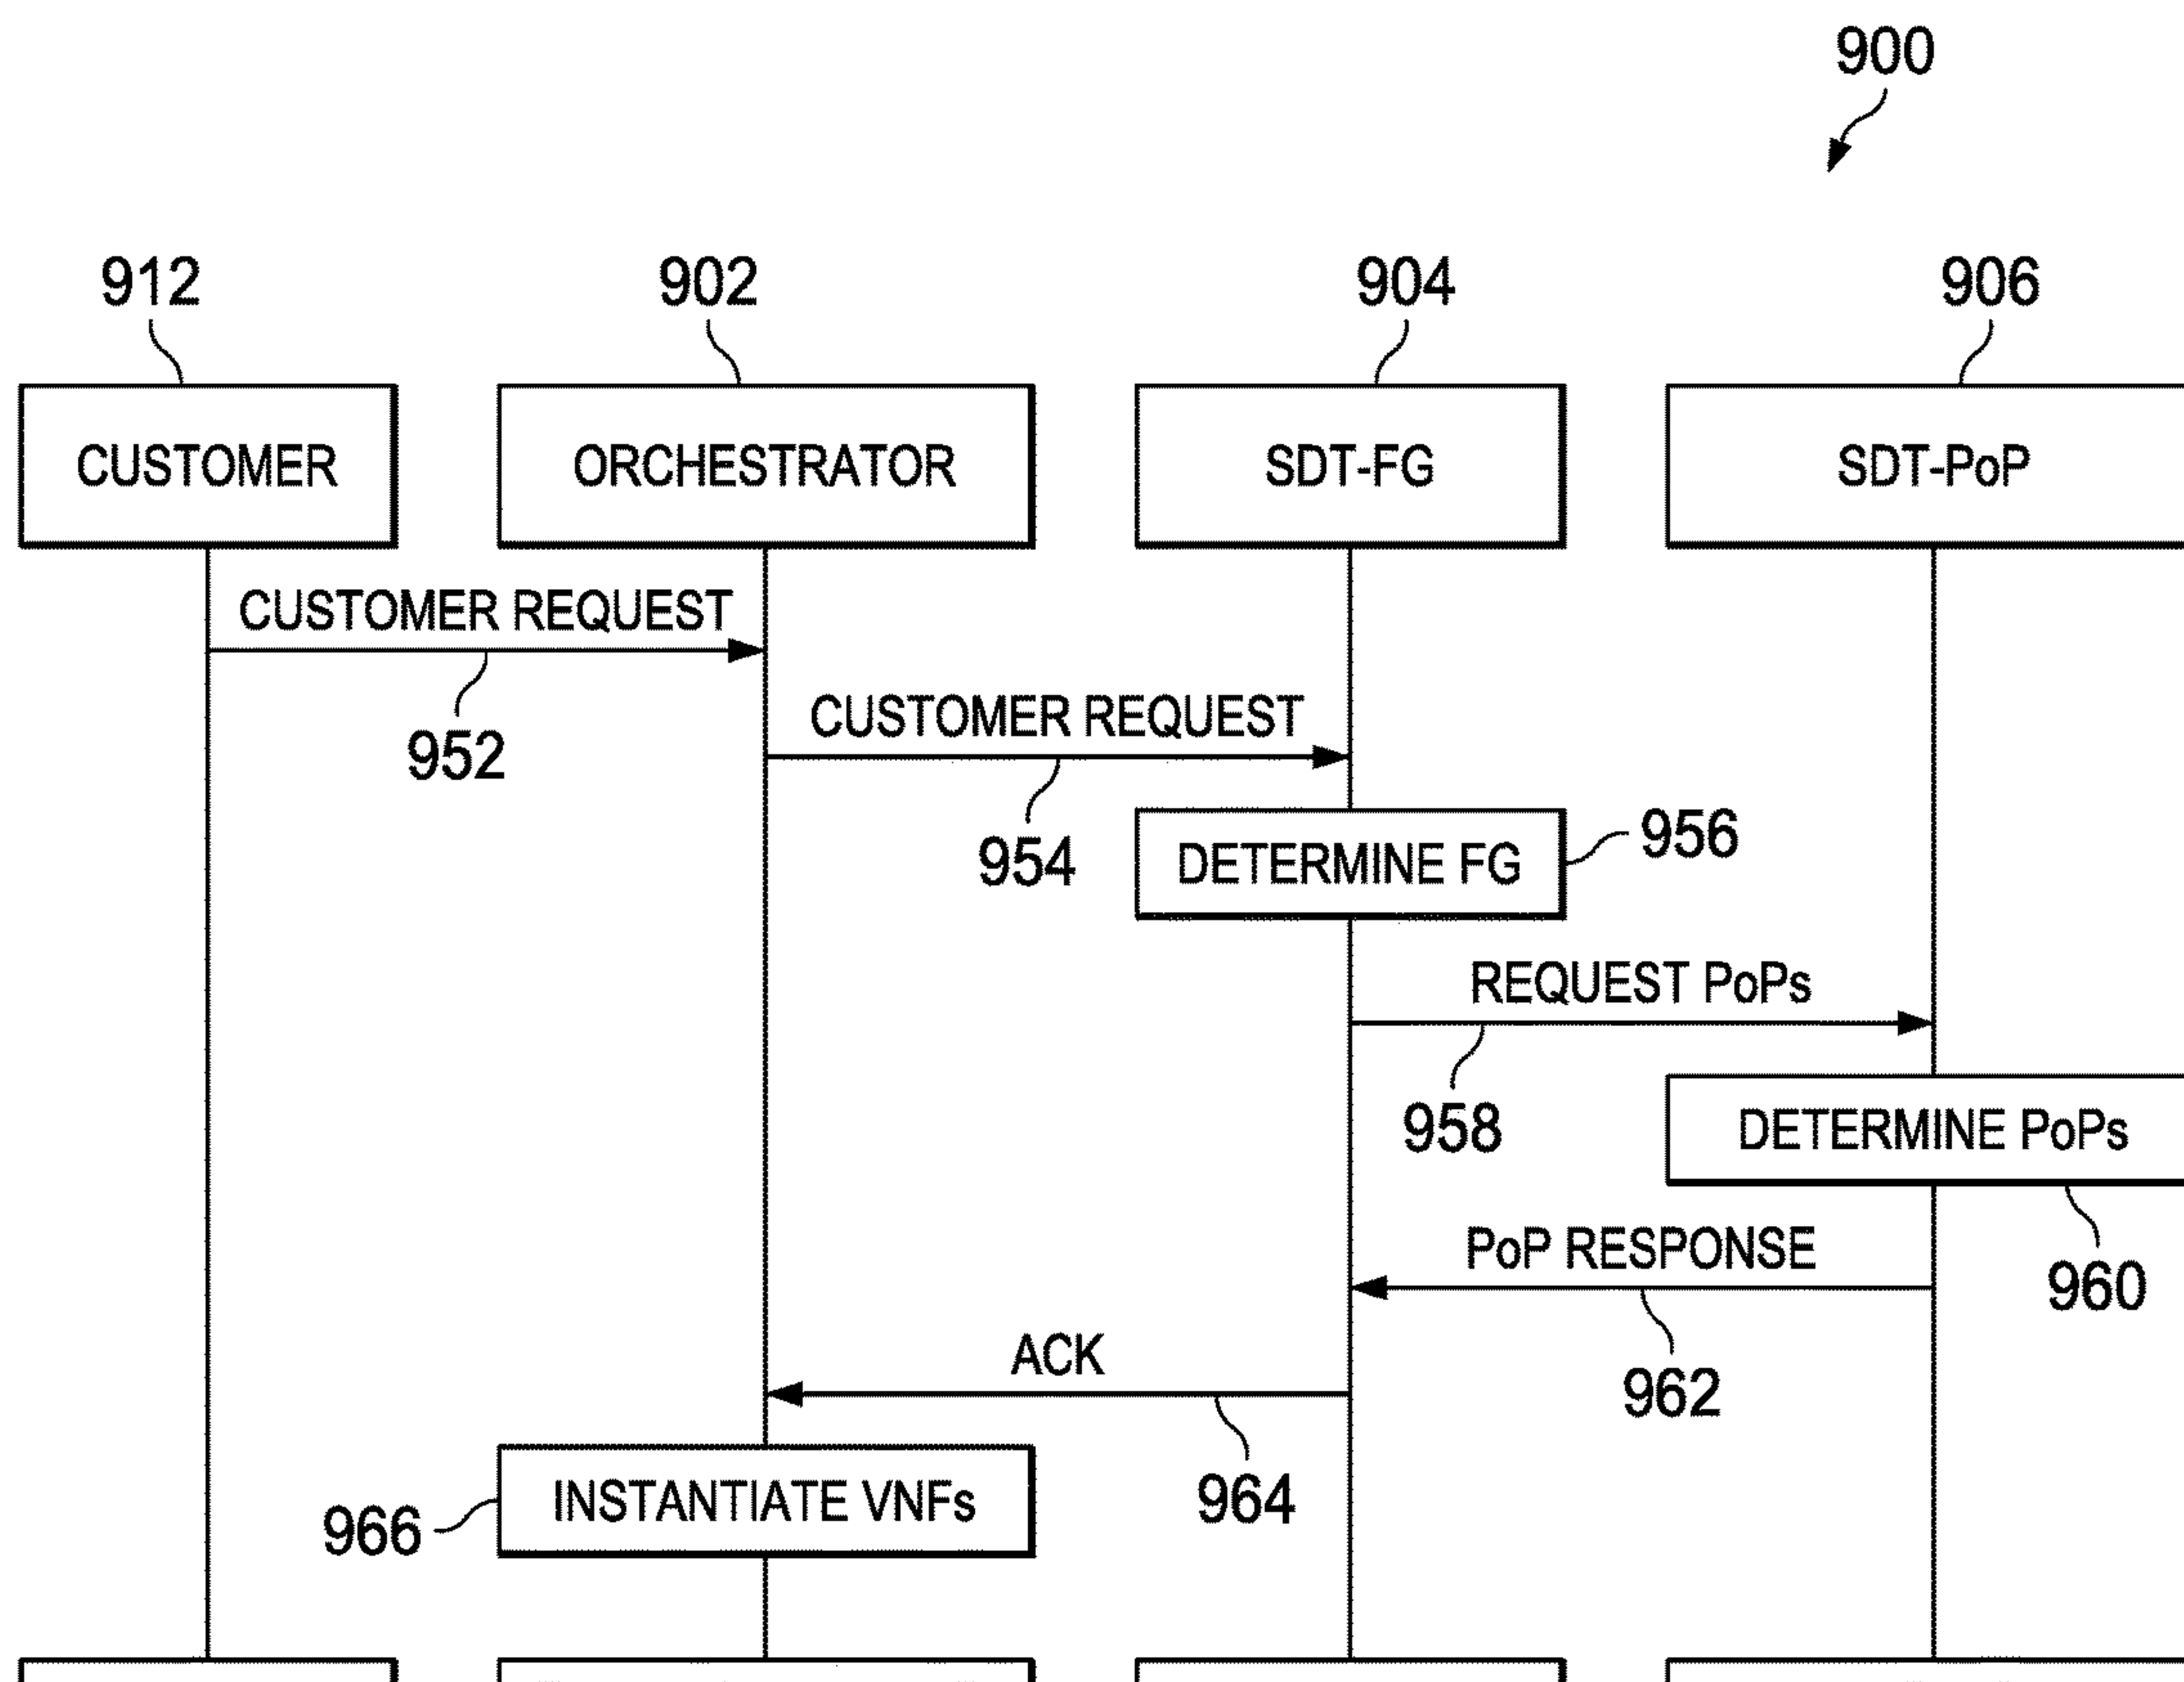 900
912
902
904
906
CUSTOMER
ORCHESTRATOR
SDT-FG
SDT-PoP
CUSTOMER REQUEST
952
CUSTOMER REQUEST
954
DETERMINE FG
956
REQUEST PoPs
958
DETERMINE PoPs
960
PoP RESPONSE
962
ACK
964
INSTANTIATE VNFs
966